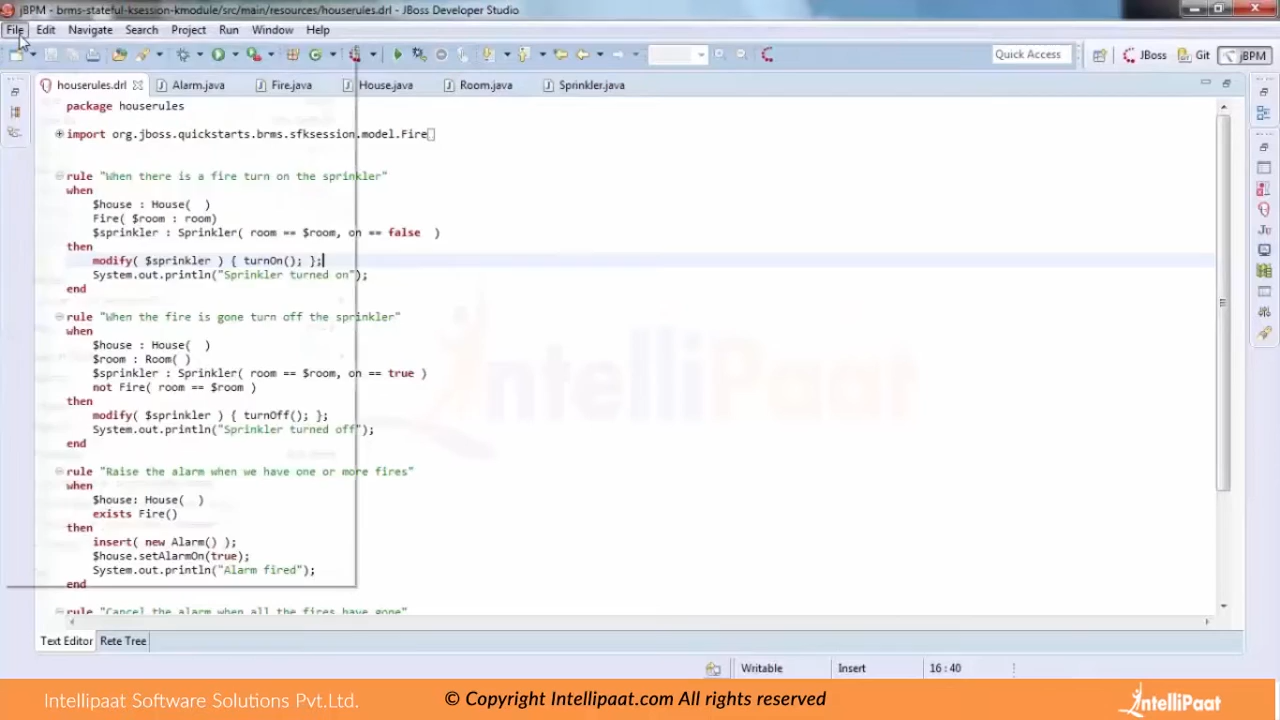 jBPM - brms-stateful-ksession-kmodule/src/main/resources/houserules.drl - JBoss Developer Studio
File Edit Navigate Search Project Run Window Help
Quick Access JBoss Git jBPM
houserules.drl Alarm.java Fire.java House.java Room.java Sprinkler.java
package houserules
import org.jboss.quickstarts.brms.sfksession.model.Fire
rule "When there is a fire turn on the sprinkler"
when
$house : House( )
Fire( $room : room)
$sprinkler : Sprinkler( room == $room, on == false )
then
modify( $sprinkler ) { turnOn(); };
System.out.println("Sprinkler turned on");
end
rule "When the fire is gone turn off the sprinkler"
when
$house : House( )
$room : Room( )
$sprinkler : Sprinkler( room == $room, on == true )
not Fire( room == $room )
then
modify( $sprinkler ) { turnOff(); };
System.out.println("Sprinkler turned off");
end
rule "Raise the alarm when we have one or more fires"
when
$house: House( )
exists Fire()
then
insert( new Alarm() );
$house.setAlarmOn(true);
System.out.println("Alarm fired");
end
rule "Cancel the alarm when all the fires have gone"
IntelliPaat
Text Editor Rete Tree
Writable Insert 16:40
Intellipaat Software Solutions Pvt.Ltd. © Copyright Intellipaat.com All rights reserved IntelliPaat